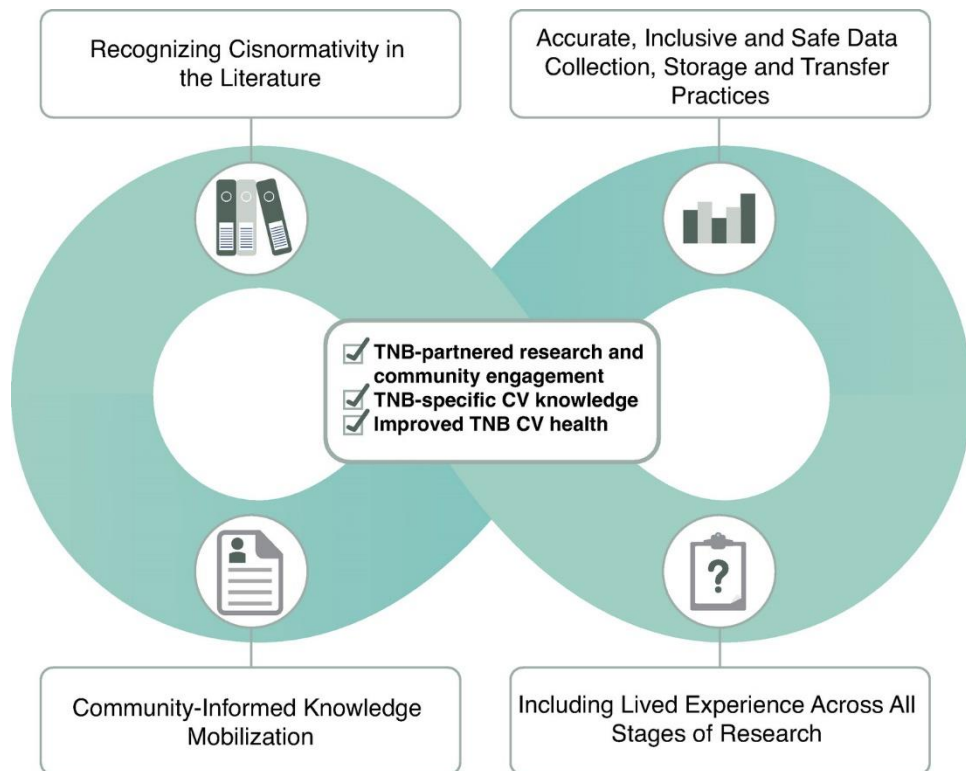 Recognizing Cisnormativity in
the Literature
Accurate, Inclusive and Safe Data
Collection, Storage and Transfer
Practices
TNB-partnered research and
community engagement
TNB-specific CV knowledge
Improved TNB CV health
?
Community-Informed Knowledge
Mobilization
Including Lived Experience Across All
Stages of Research